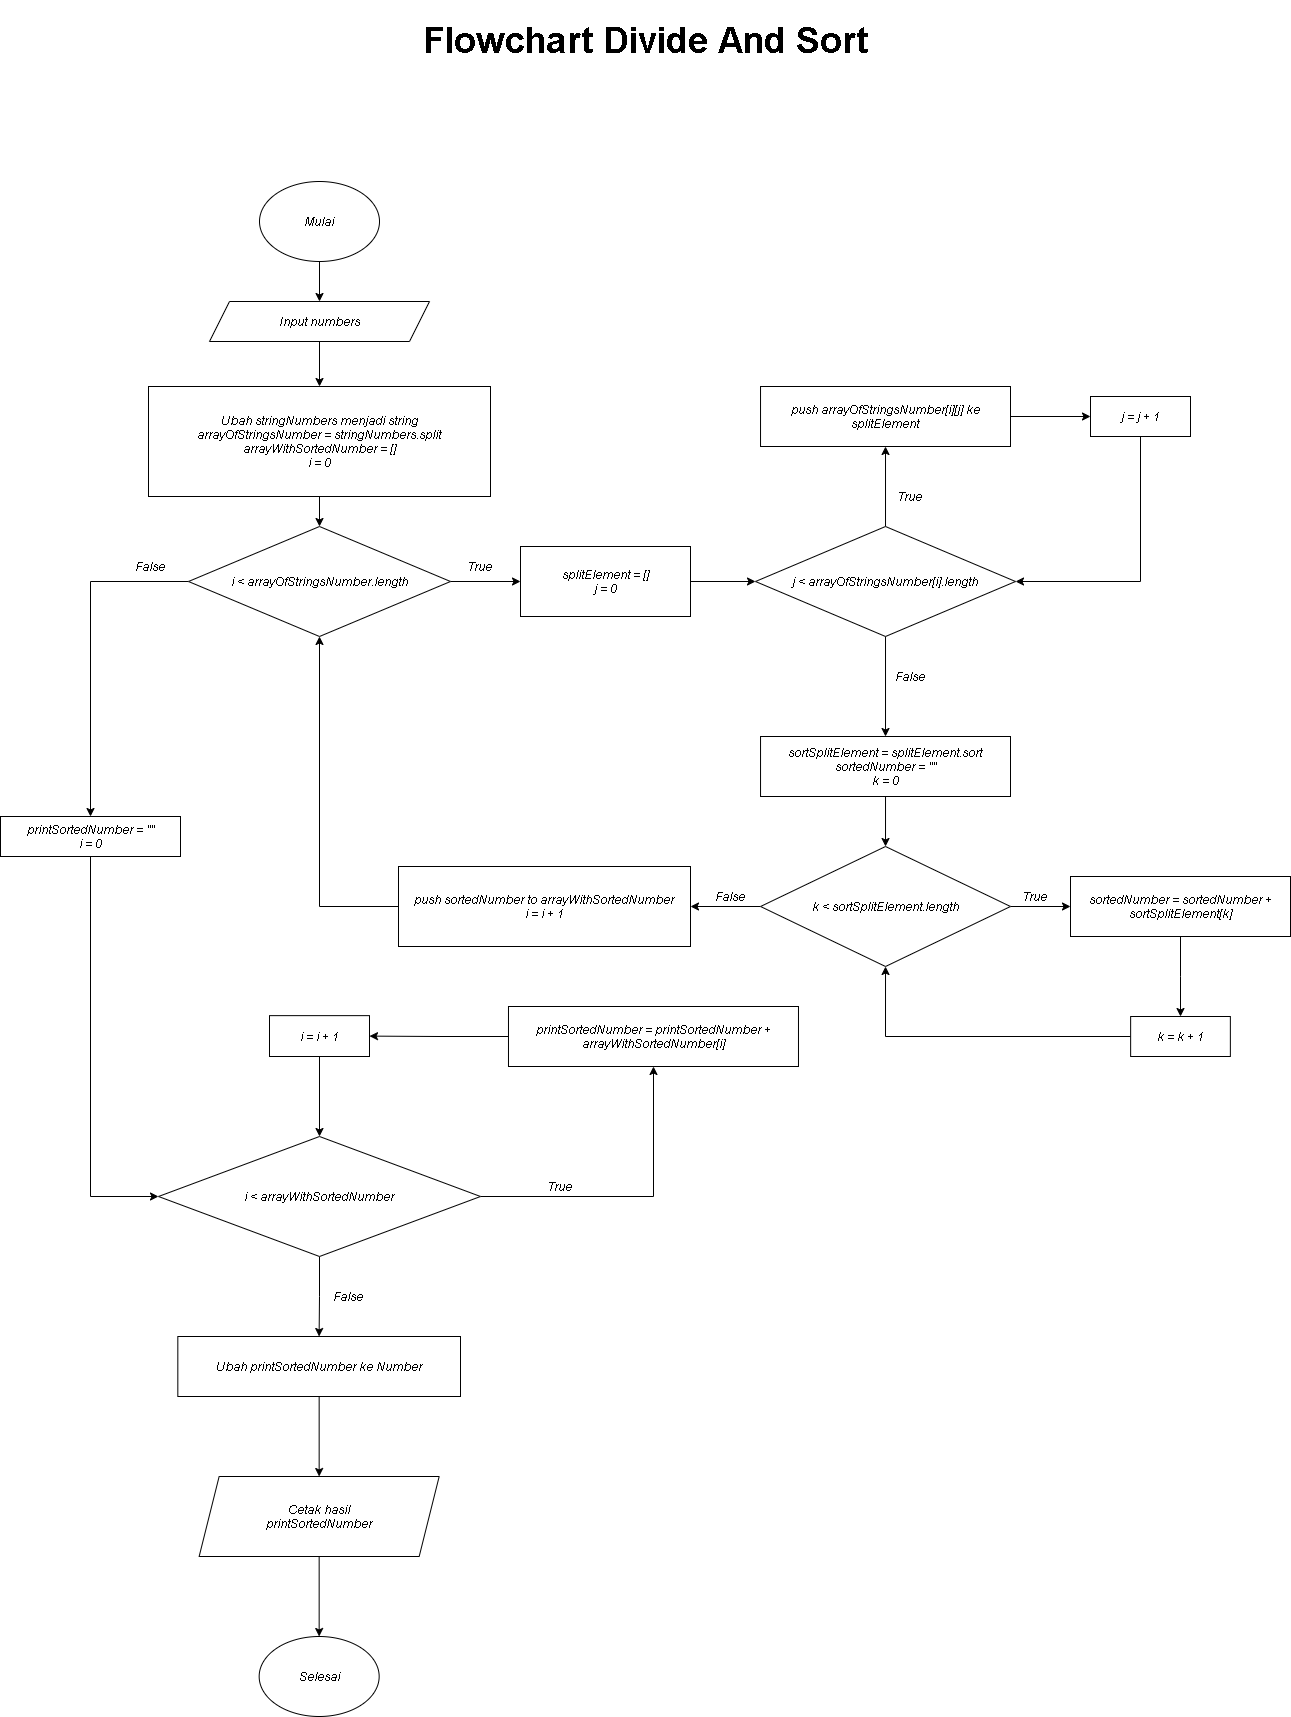 Flowchart Divide And Sort
Mulai
Input numbers
Ubah stringNumbers menjadi string
arrayOfStringsNumber = stringNumbers.split
arrayWithSortedNumber = []
i = 0
i < arrayOfStringsNumber.length
False
True
splitElement = []
j = 0
j < arrayOfStringsNumber[i].length
True
push arrayOfStringsNumber[i][j] ke
splitElement
j = j + 1
False
sortSplitElement = splitElement.sort
sortedNumber = ""
k = 0
k < sortSplitElement.length
True
sortedNumber = sortedNumber +
sortSplitElement[k]
k = k + 1
False
push sortedNumber to arrayWithSortedNumber
i = i + 1
printSortedNumber = ""
i = 0
i < arrayWithSortedNumber
True
printSortedNumber = printSortedNumber +
arrayWithSortedNumber[i]
i = i + 1
False
Ubah printSortedNumber ke Number
Cetak hasil
printSortedNumber
Selesai